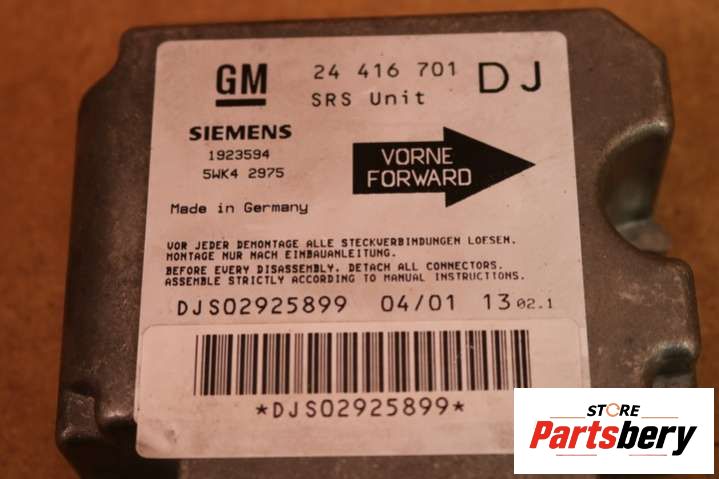 GM
24 416 701 DJ
SRS Unit
SIEMENS
1923594
5WK4 2975
VORNE
FORWARD
Made in Germany
VOR JEDER DEMONTAGE ALLE STECKVERBINDUNGEN LOESEN.
MONTAGE NUR NACH EINBAUANLEITUNG.
BEFORE EVERY DISASSEMBLY, DETACH ALL CONNECTORS.
ASSEMBLE STRICTLY ACCORDING TO MANUAL INSTRUCTIONS.
DJS02925899 04/01 13 02.1
*DJS02925899*
STORE
Partsbery